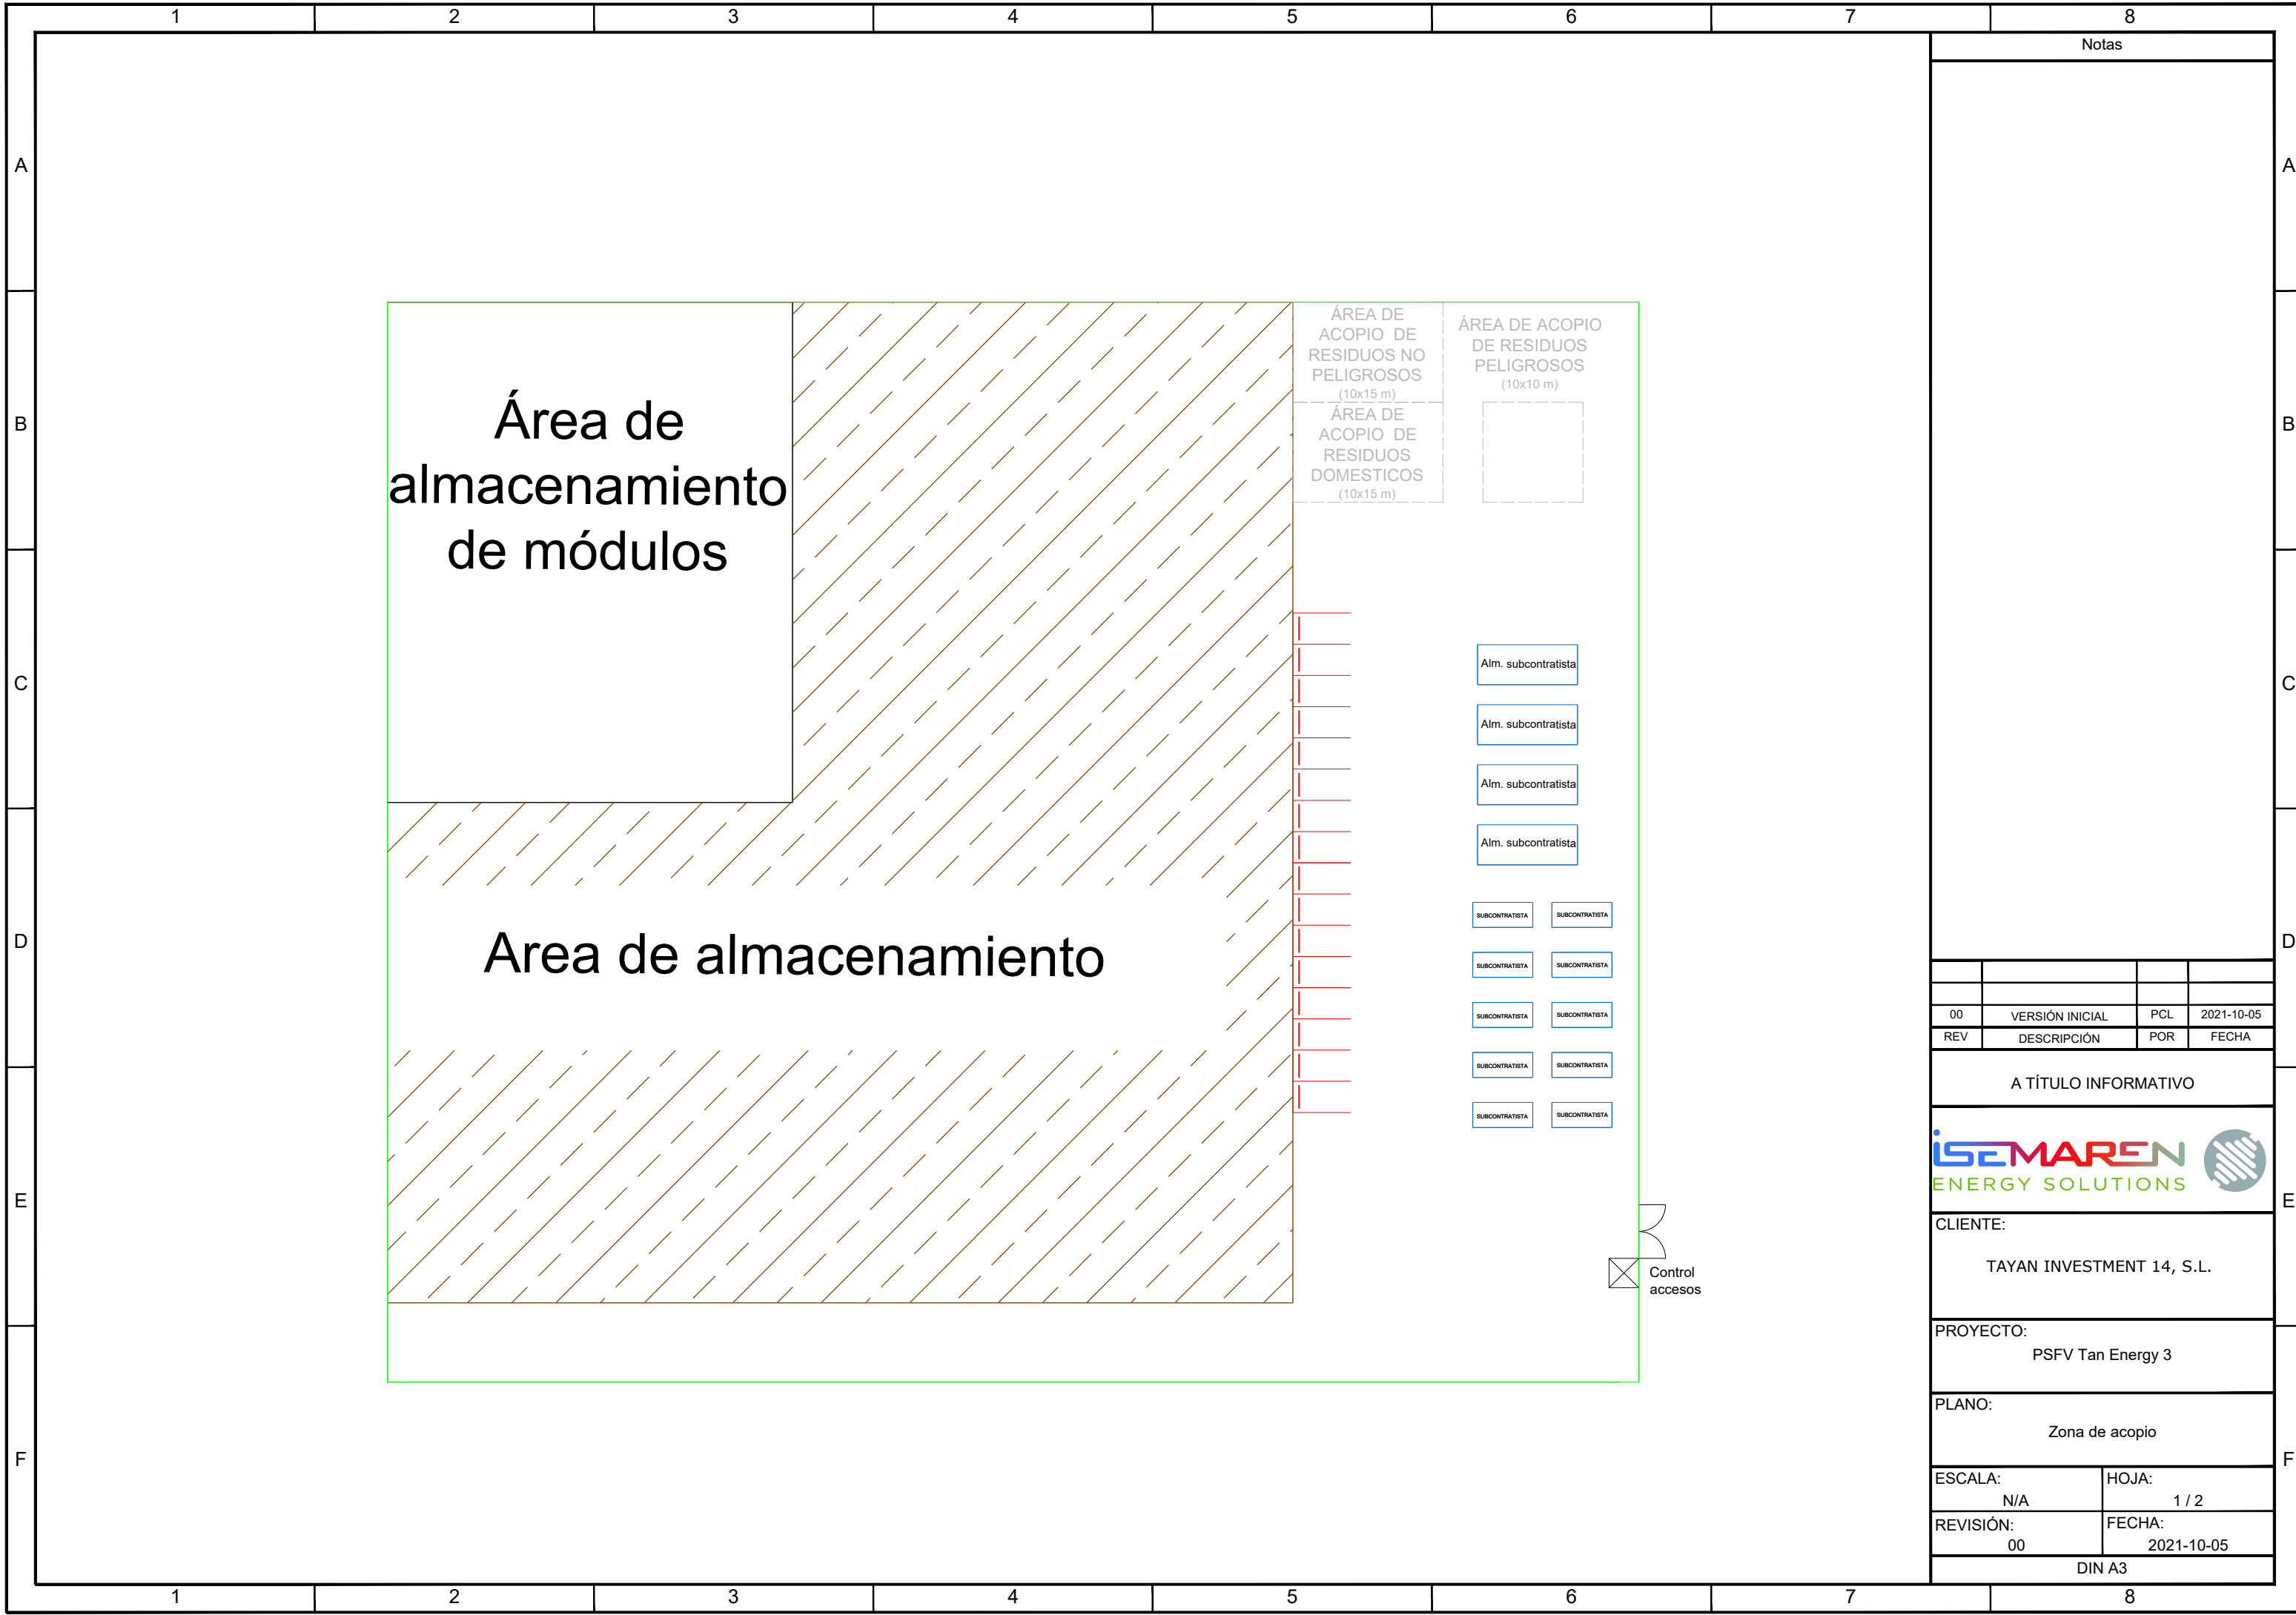 1 2 3 4 5 6 7 8
Notas
A A
B B
C C
D D
E E
F F
Área de
almacenamiento
de módulos
ÁREA DE
ACOPIO DE
RESIDUOS NO
PELIGROSOS
(10x15 m)
ÁREA DE
ACOPIO DE
RESIDUOS
DOMESTICOS
(10x15 m)
ÁREA DE ACOPIO
DE RESIDUOS
PELIGROSOS
(10x10 m)
Alm. subcontratista
Alm. subcontratista
Alm. subcontratista
Alm. subcontratista
SUBCONTRATISTA SUBCONTRATISTA
SUBCONTRATISTA SUBCONTRATISTA
SUBCONTRATISTA SUBCONTRATISTA
SUBCONTRATISTA SUBCONTRATISTA
SUBCONTRATISTA SUBCONTRATISTA
Area de almacenamiento
Control
accesos
00 VERSIÓN INICIAL PCL 2021-10-05
REV DESCRIPCIÓN POR FECHA
A TÍTULO INFORMATIVO
iSEMAREN
ENERGY SOLUTIONS
CLIENTE:
TAYAN INVESTMENT 14, S.L.
PROYECTO:
PSFV Tan Energy 3
PLANO:
Zona de acopio
ESCALA: HOJA:
N/A 1 / 2
REVISIÓN: FECHA:
00 2021-10-05
DIN A3
1 2 3 4 5 6 7 8